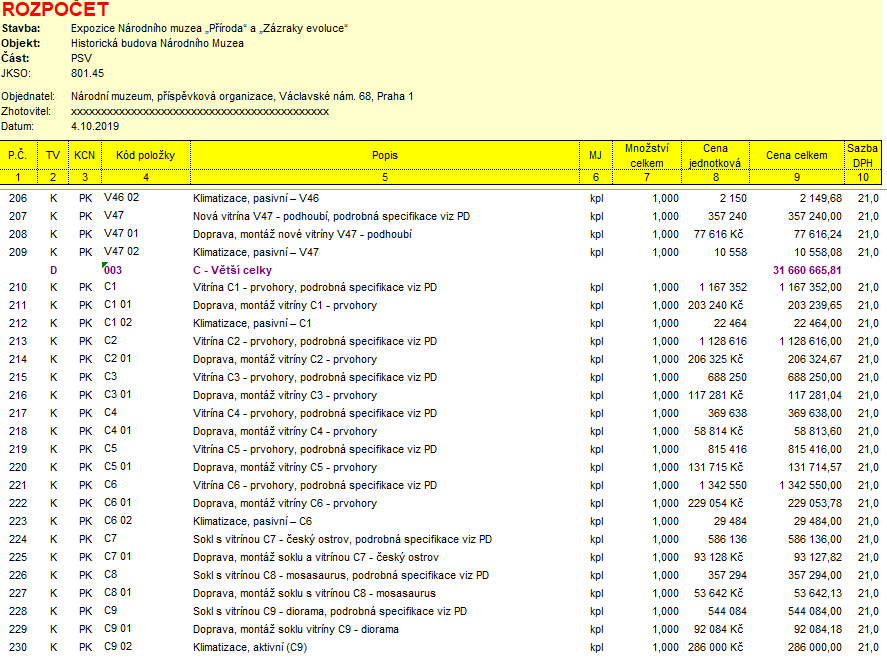 ROZPOČET
Stavba: Expozice Národního muzea „Příroda“ a „Zázraky evoluce“
Objekt: Historická budova Národního Muzea
Část: PSV
JKSO: 801.45
Objednatel: Národní muzeum, příspěvková organizace, Václavské nám. 68, Praha 1
Zhotovitel: xxxxxxxxxxxxxxxxxxxxxxxxxxxxxxxxxxxxxxxxxxx
Datum: 4.10.2019
P.Č. TV KCN Kód položky Popis MJ Množství celkem Cena jednotková Cena celkem Sazba DPH
1 2 3 4 5 6 7 8 9 10
206 K PK V46 02 Klimatizace, pasivní – V46 kpl 1,000 2 150 2 149,68 21,0
207 K PK V47 Nová vitrína V47 - podhoubí, podrobná specifikace viz PD kpl 1,000 357 240 357 240,00 21,0
208 K PK V47 01 Doprava, montáž nové vitríny V47 - podhoubí kpl 1,000 77 616 Kč 77 616,24 21,0
209 K PK V47 02 Klimatizace, pasivní – V47 kpl 1,000 10 558 10 558,08 21,0
D 003 C - Větší celky 31 660 665,81
210 K PK C1 Vitrína C1 - prvohory, podrobná specifikace viz PD kpl 1,000 1 167 352 1 167 352,00 21,0
211 K PK C1 01 Doprava, montáž vitríny C1 - prvohory kpl 1,000 203 240 Kč 203 239,65 21,0
212 K PK C1 02 Klimatizace, pasivní – C1 kpl 1,000 22 464 22 464,00 21,0
213 K PK C2 Vitrína C2 - prvohory, podrobná specifikace viz PD kpl 1,000 1 128 616 1 128 616,00 21,0
214 K PK C2 01 Doprava, montáž vitríny C2 - prvohory kpl 1,000 206 325 Kč 206 324,67 21,0
215 K PK C3 Vitrína C3 - prvohory, podrobná specifikace viz PD kpl 1,000 688 250 688 250,00 21,0
216 K PK C3 01 Doprava, montáž vitríny C3 - prvohory kpl 1,000 117 281 Kč 117 281,04 21,0
217 K PK C4 Vitrína C4 - prvohory, podrobná specifikace viz PD kpl 1,000 369 638 369 638,00 21,0
218 K PK C4 01 Doprava, montáž vitríny C4 - prvohory kpl 1,000 58 814 Kč 58 813,60 21,0
219 K PK C5 Vitrína C5 - prvohory, podrobná specifikace viz PD kpl 1,000 815 416 815 416,00 21,0
220 K PK C5 01 Doprava, montáž vitríny C5 - prvohory kpl 1,000 131 715 Kč 131 714,57 21,0
221 K PK C6 Vitrína C6 - prvohory, podrobná specifikace viz PD kpl 1,000 1 342 550 1 342 550,00 21,0
222 K PK C6 01 Doprava, montáž vitríny C6 - prvohory kpl 1,000 229 054 Kč 229 053,78 21,0
223 K PK C6 02 Klimatizace, pasivní – C6 kpl 1,000 29 484 29 484,00 21,0
224 K PK C7 Sokl s vitrínou C7 - český ostrov, podrobná specifikace viz PD kpl 1,000 586 136 586 136,00 21,0
225 K PK C7 01 Doprava, montáž soklu a vitrínou C7 - český ostrov kpl 1,000 93 128 Kč 93 127,82 21,0
226 K PK C8 Sokl s vitrínou C8 - mosasaurus, podrobná specifikace viz PD kpl 1,000 357 294 357 294,00 21,0
227 K PK C8 01 Doprava, montáž soklu s vitrínou C8 - mosasaurus kpl 1,000 53 642 Kč 53 642,13 21,0
228 K PK C9 Sokl s vitrínou C9 - diorama, podrobná specifikace viz PD kpl 1,000 544 084 544 084,00 21,0
229 K PK C9 01 Doprava, montáž soklu vitríny C9 - diorama kpl 1,000 92 084 Kč 92 084,18 21,0
230 K PK C9 02 Klimatizace, aktivní (C9) kpl 1,000 286 000 Kč 286 000,00 21,0